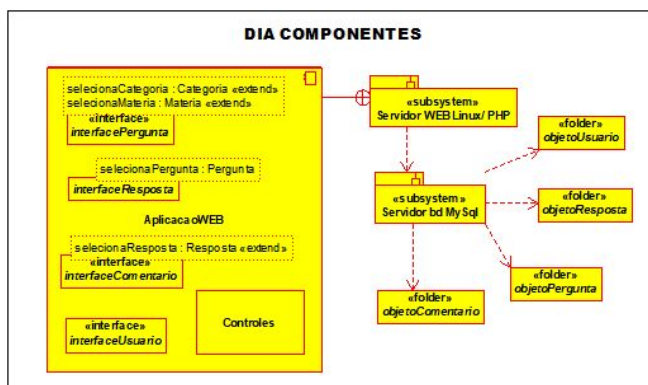 DIA COMPONENTES
selecionaCategoria : Categoria «extend»
selecionaMateria : Materia «extend»
«interface»
interfacePergunta
selecionaPergunta : Pergunta
interfaceResposta
AplicacaoWEB
selecionaResposta : Resposta «extend»
«interface»
interfaceComentario
«interface»
interfaceUsuario
Controles
«subsystem»
Servidor WEB Linux/ PHP
«subsystem»
Servidor bd MySql
«folder»
objetoUsuario
«folder»
objetoResposta
«folder»
objetoPergunta
«folder»
objetoComentario